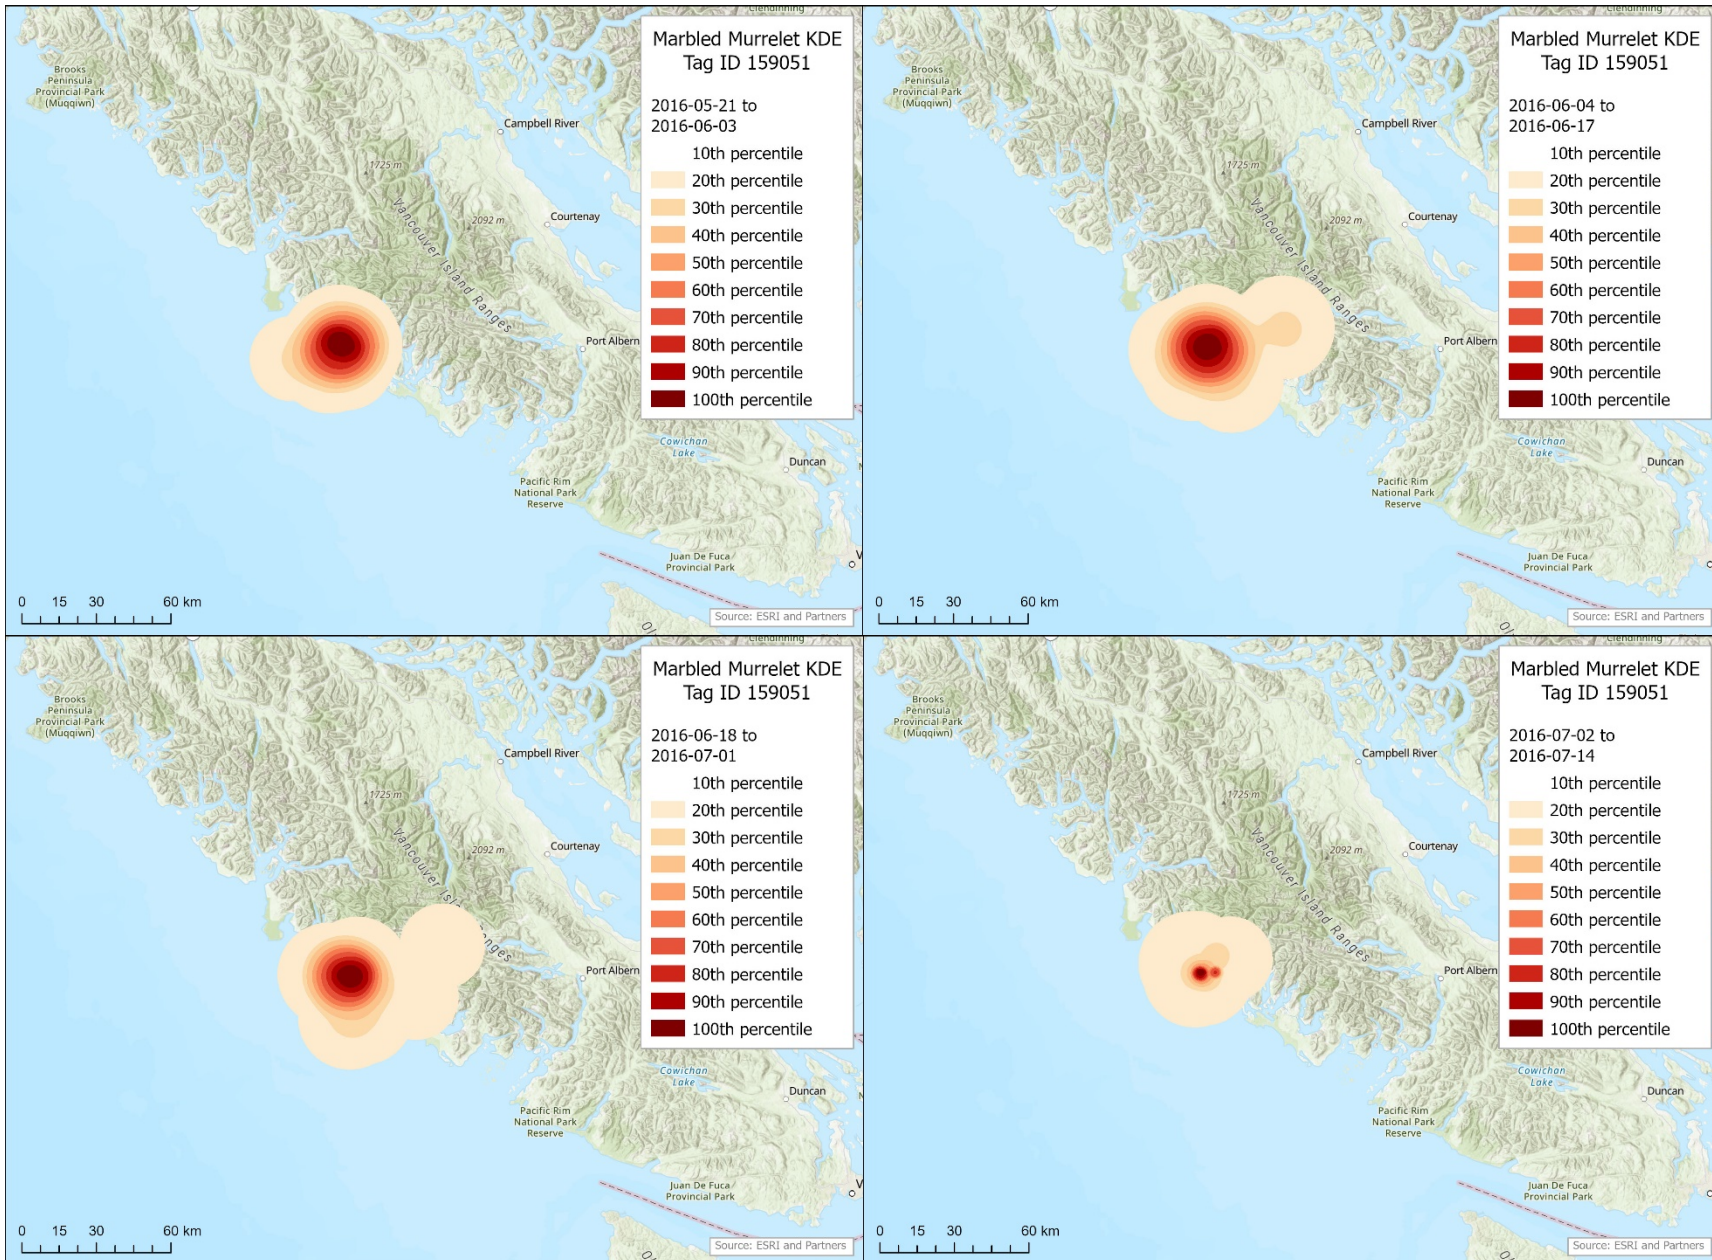 Clendinning
Brooks
Peninsula
Provincial Park
(Muqqiwn)
Campbell River
1725 m
Vancouver Island Ranges
2092 m
Courtenay
Port Albern
Cowichan
Lake
Duncan
Pacific Rim
National Park
Reserve
Juan De Fuca
Provincial Park
V
0 15 30 60 km
Source: ESRI and Partners
Marbled Murrelet KDE
Tag ID 159051
2016-05-21 to
2016-06-03
10th percentile
20th percentile
30th percentile
40th percentile
50th percentile
60th percentile
70th percentile
80th percentile
90th percentile
100th percentile
Clendinning
Brooks
Peninsula
Provincial Park
(Muqqiwn)
Campbell River
1725 m
Vancouver Island Ranges
2092 m
Courtenay
Port Albern
Cowichan
Lake
Duncan
Pacific Rim
National Park
Reserve
Juan De Fuca
Provincial Park
0 15 30 60 km
Source: ESRI and Partners
Marbled Murrelet KDE
Tag ID 159051
2016-06-04 to
2016-06-17
10th percentile
20th percentile
30th percentile
40th percentile
50th percentile
60th percentile
70th percentile
80th percentile
90th percentile
100th percentile
Clendinning
Brooks
Peninsula
Provincial Park
(Muqqiwn)
Campbell River
1725 m
Vancouver Isl anges
2092 m
Courtenay
Port Albern
Cowichan
Lake
Duncan
Pacific Rim
National Park
Reserve
Juan De Fuca
Provincial Park
V
0 15 30 60 km
Source: ESRI and Partners
Marbled Murrelet KDE
Tag ID 159051
2016-06-18 to
2016-07-01
10th percentile
20th percentile
30th percentile
40th percentile
50th percentile
60th percentile
70th percentile
80th percentile
90th percentile
100th percentile
Clendinning
Brooks
Peninsula
Provincial Park
(Muqqiwn)
Campbell River
1725 m
Vancouver Island Ranges
2092 m
Courtenay
Port Albern
Cowichan
Lake
Duncan
Pacific Rim
National Park
Reserve
Juan De Fuca
Provincial Park
0 15 30 60 km
Source: ESRI and Partners
Marbled Murrelet KDE
Tag ID 159051
2016-07-02 to
2016-07-14
10th percentile
20th percentile
30th percentile
40th percentile
50th percentile
60th percentile
70th percentile
80th percentile
90th percentile
100th percentile